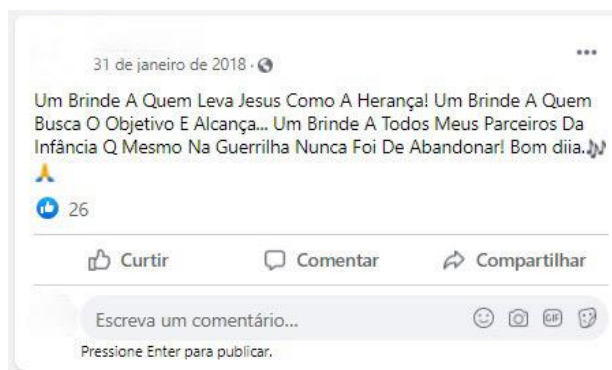 31 de janeiro de 2018 ·
Um Brinde A Quem Leva Jesus Como A Herança! Um Brinde A Quem
Busca O Objetivo E Alcança... Um Brinde A Todos Meus Parceiros Da
Infância Q Mesmo Na Guerrilha Nunca Foi De Abandonar! Bom diia..🎶
🙏
26
Curtir Comentar Compartilhar
Escreva um comentário... GIF
Pressione Enter para publicar.